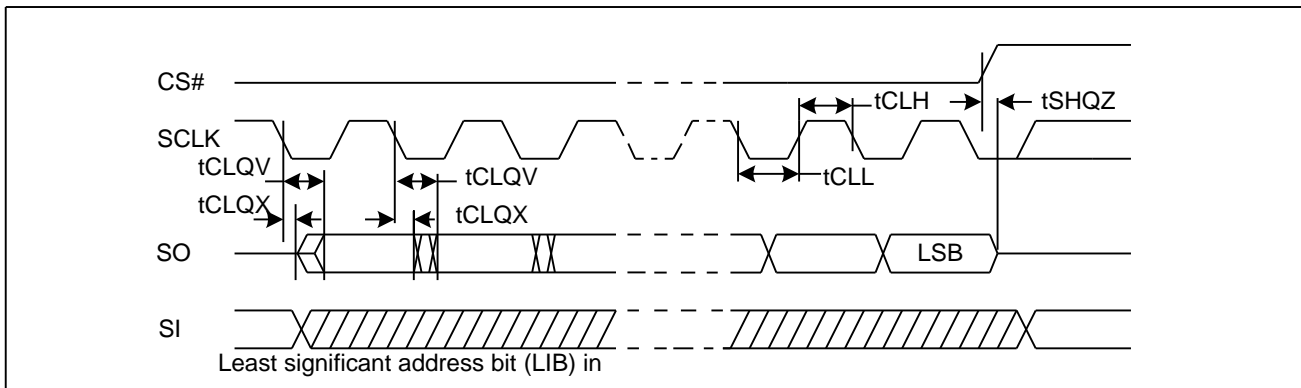 CS#
tCLH
tSHQZ
SCLK
tCLQV
tCLQV
tCLL
tCLQX
tCLQX
SO
LSB
SI
Least significant address bit (LIB) in